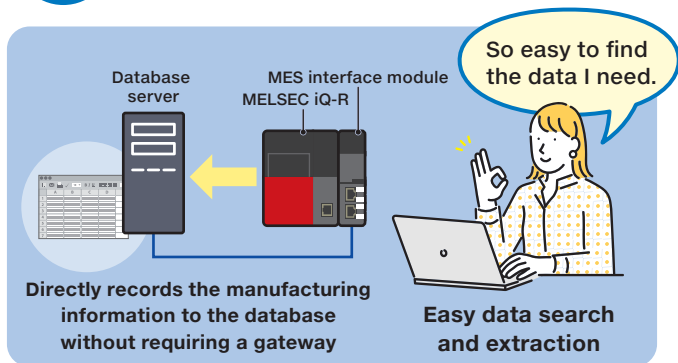 So easy to find
the data I need.
Database
server
MES interface module
MELSEC iQ-R
Directly records the manufacturing
information to the database
without requiring a gateway
Easy data search
and extraction